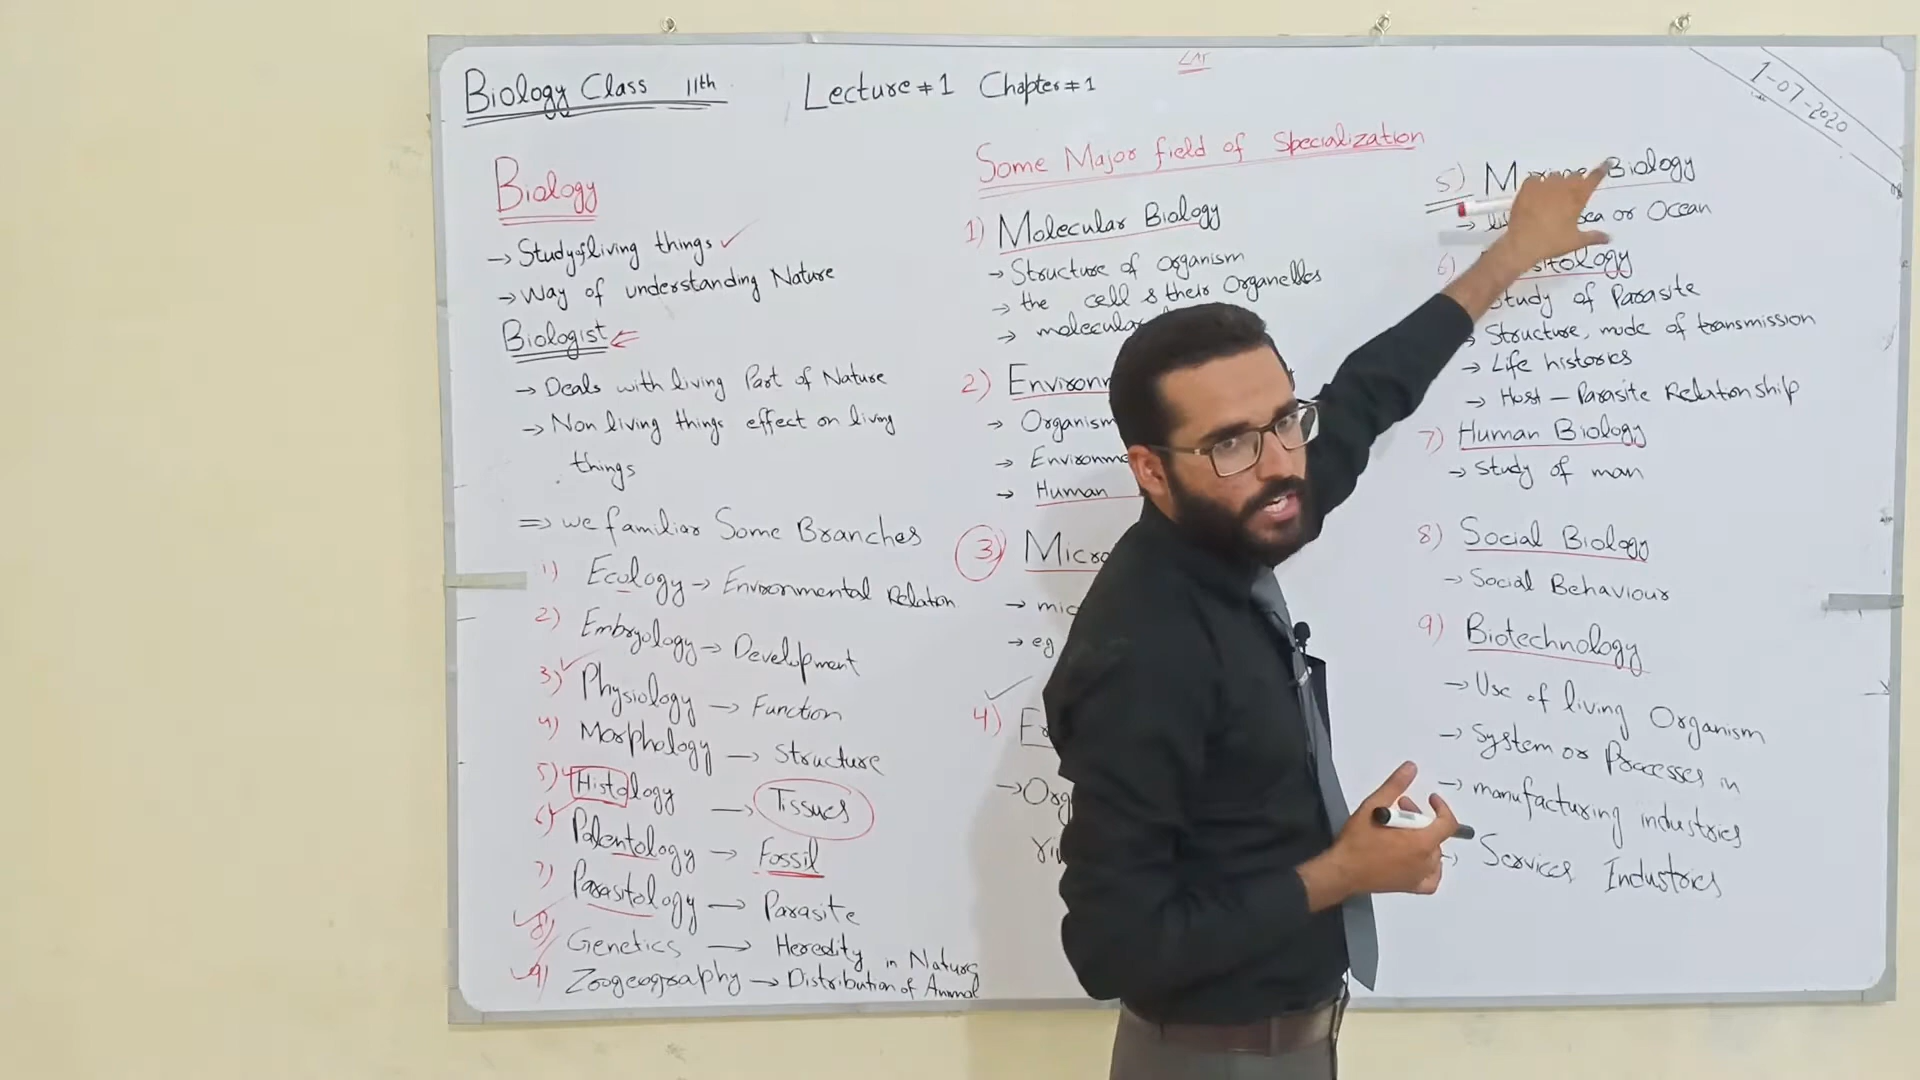 Biology Class 11th
Lecture #1 Chapter #1
1-07-2020
Biology
→ Study of living things ✓
→ Way of understanding Nature
Biologist
→ Deals with living Part of Nature
→ Non living things effect on living
things
⇒ we familiar Some Branches
1) Ecology → Environmental Relation
2) Embryology → Development
3) Physiology → Function
4) Morphology → Structure
5) Histology → Tissues
6) Palentology → Fossil
7) Parasitology → Parasite
8) Genetics → Heredity in Nature
9) Zoogeography → Distribution of Animal
Some Major field of Specialization
1) Molecular Biology
→ Structure of organism
→ the cell & their Organelles
→ molecular
2) Environ
→ Organism
→ Environme
→ Human
3) Micro
→ mic
→ eg
4) Fr
→ Org
5) Biology
sea or Ocean
6) sitology
Study of Parasite
Structure, mode of transmission
→ Life histories
→ Host – Parasite Relationship
7) Human Biology
→ Study of man
8) Social Biology
→ Social Behaviour
9) Biotechnology
→ Use of living Organism
→ System or Processes in
→ manufacturing industries
Services Industries